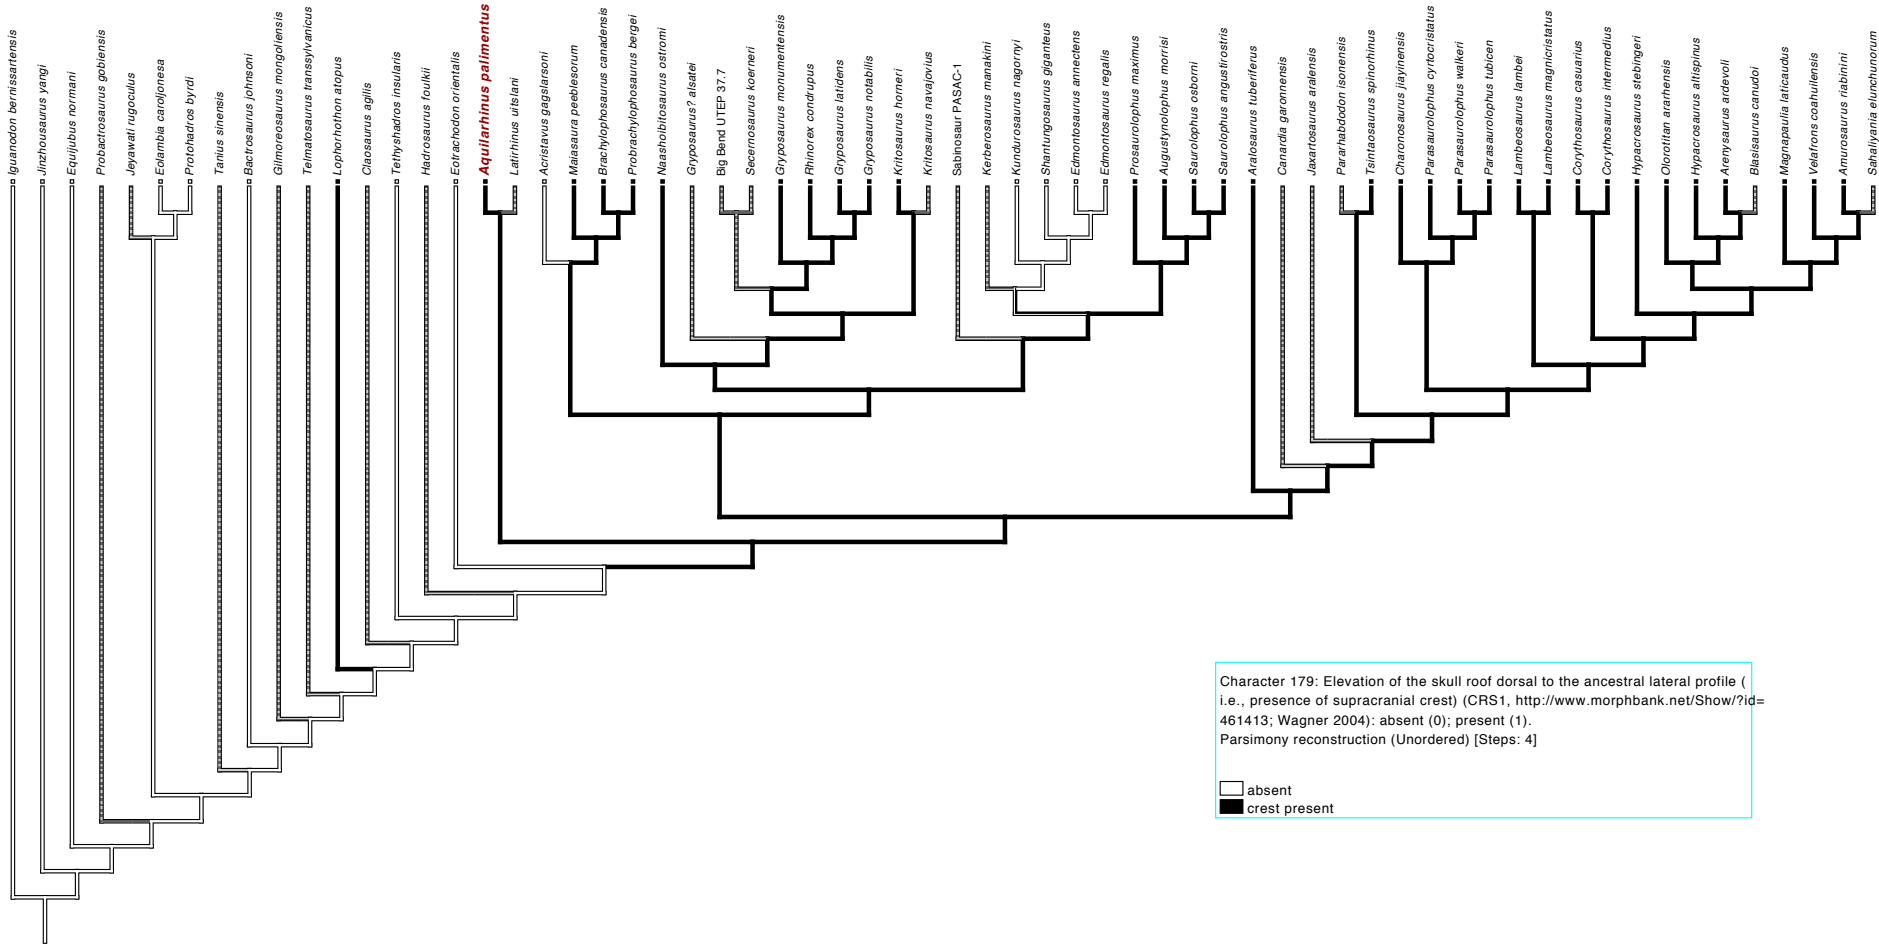 Iguanodon bernissartensis
Jinzhousaurus yangi
Equijubus normani
Probactrosaurus gobiensis
Jeyawati rugoculus
Eolambia caroljonesa
Protohadros byrdi
Tanius sinensis
Bactrosaurus johnsoni
Gilmoreosaurus mongoliensis
Telmatosaurus transsylvanicus
Lophorhothon atopus
Claosaurus agilis
Tethyshadros insularis
Hadrosaurus foulkii
Eotrachodon orientalis
Aquilarhinus palimentus
Latirhinus uitslani
Acristavus gagslarsoni
Maiasaura peeblesorum
Brachylophosaurus canadensis
Probrachylophosaurus bergei
Naashoibitosaurus ostromi
Gryposaurus? alsatei
Big Bend UTEP 37.7
Secernosaurus koerneri
Gryposaurus monumentensis
Rhinorex condrupus
Gryposaurus latidens
Gryposaurus notabilis
Kritosaurus horneri
Kritosaurus navajovius
Sabinosaur PASAC-1
Kerberosaurus manakini
Kundurosaurus nagornyi
Shantungosaurus giganteus
Edmontosaurus annectens
Edmontosaurus regalis
Prosaurolophus maximus
Augustynolophus morrisi
Saurolophus osborni
Saurolophus angustirostris
Aralosaurus tuberiferus
Canardia garonnensis
Jaxartosaurus aralensis
Pararhabdodon isonensis
Tsintaosaurus spinorhinus
Charonosaurus jiayinensis
Parasaurolophus cyrtocristatus
Parasaurolophus walkeri
Parasaurolophus tubicen
Lambeosaurus lambei
Lambeosaurus magnicristatus
Corythosaurus casuarius
Corythosaurus intermedius
Hypacrosaurus stebingeri
Olorotitan ararhensis
Hypacrosaurus altispinus
Arenysaurus ardevoli
Blasisaurus canudoi
Magnapaulia laticaudus
Velafrons coahuilensis
Amurosaurus riabinini
Sahaliyania elunchunorum
Character 179: Elevation of the skull roof dorsal to the ancestral lateral profile (
i.e., presence of supracranial crest) (CRS1, http://www.morphbank.net/Show/?id=
461413; Wagner 2004): absent (0); present (1).
Parsimony reconstruction (Unordered) [Steps: 4]
absent
crest present